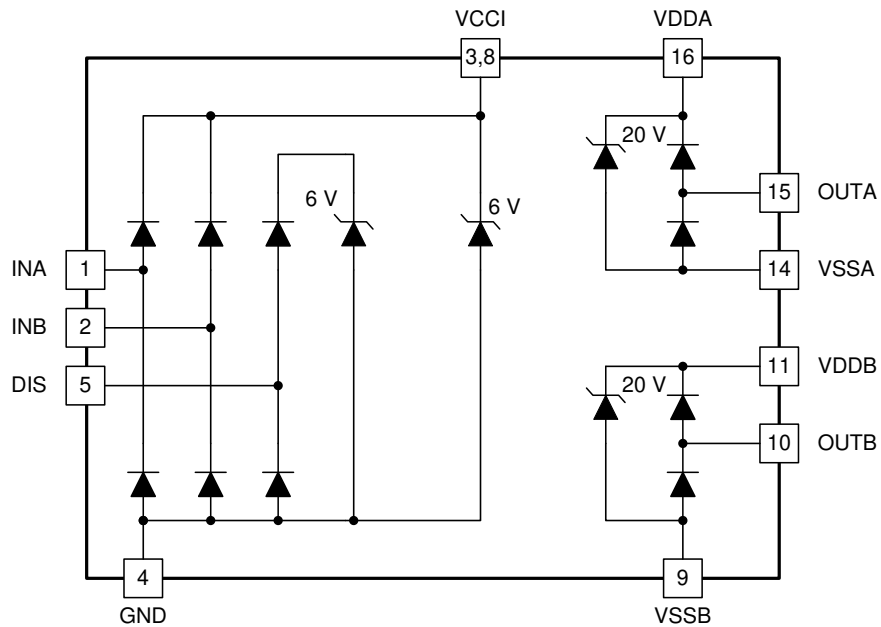 VCCI
VDDA
3,8
16
20 V
15
OUTA
6 V
6 V
INA
1
14
VSSA
INB
2
11
VDDB
DIS
5
20 V
10
OUTB
4
9
GND
VSSB